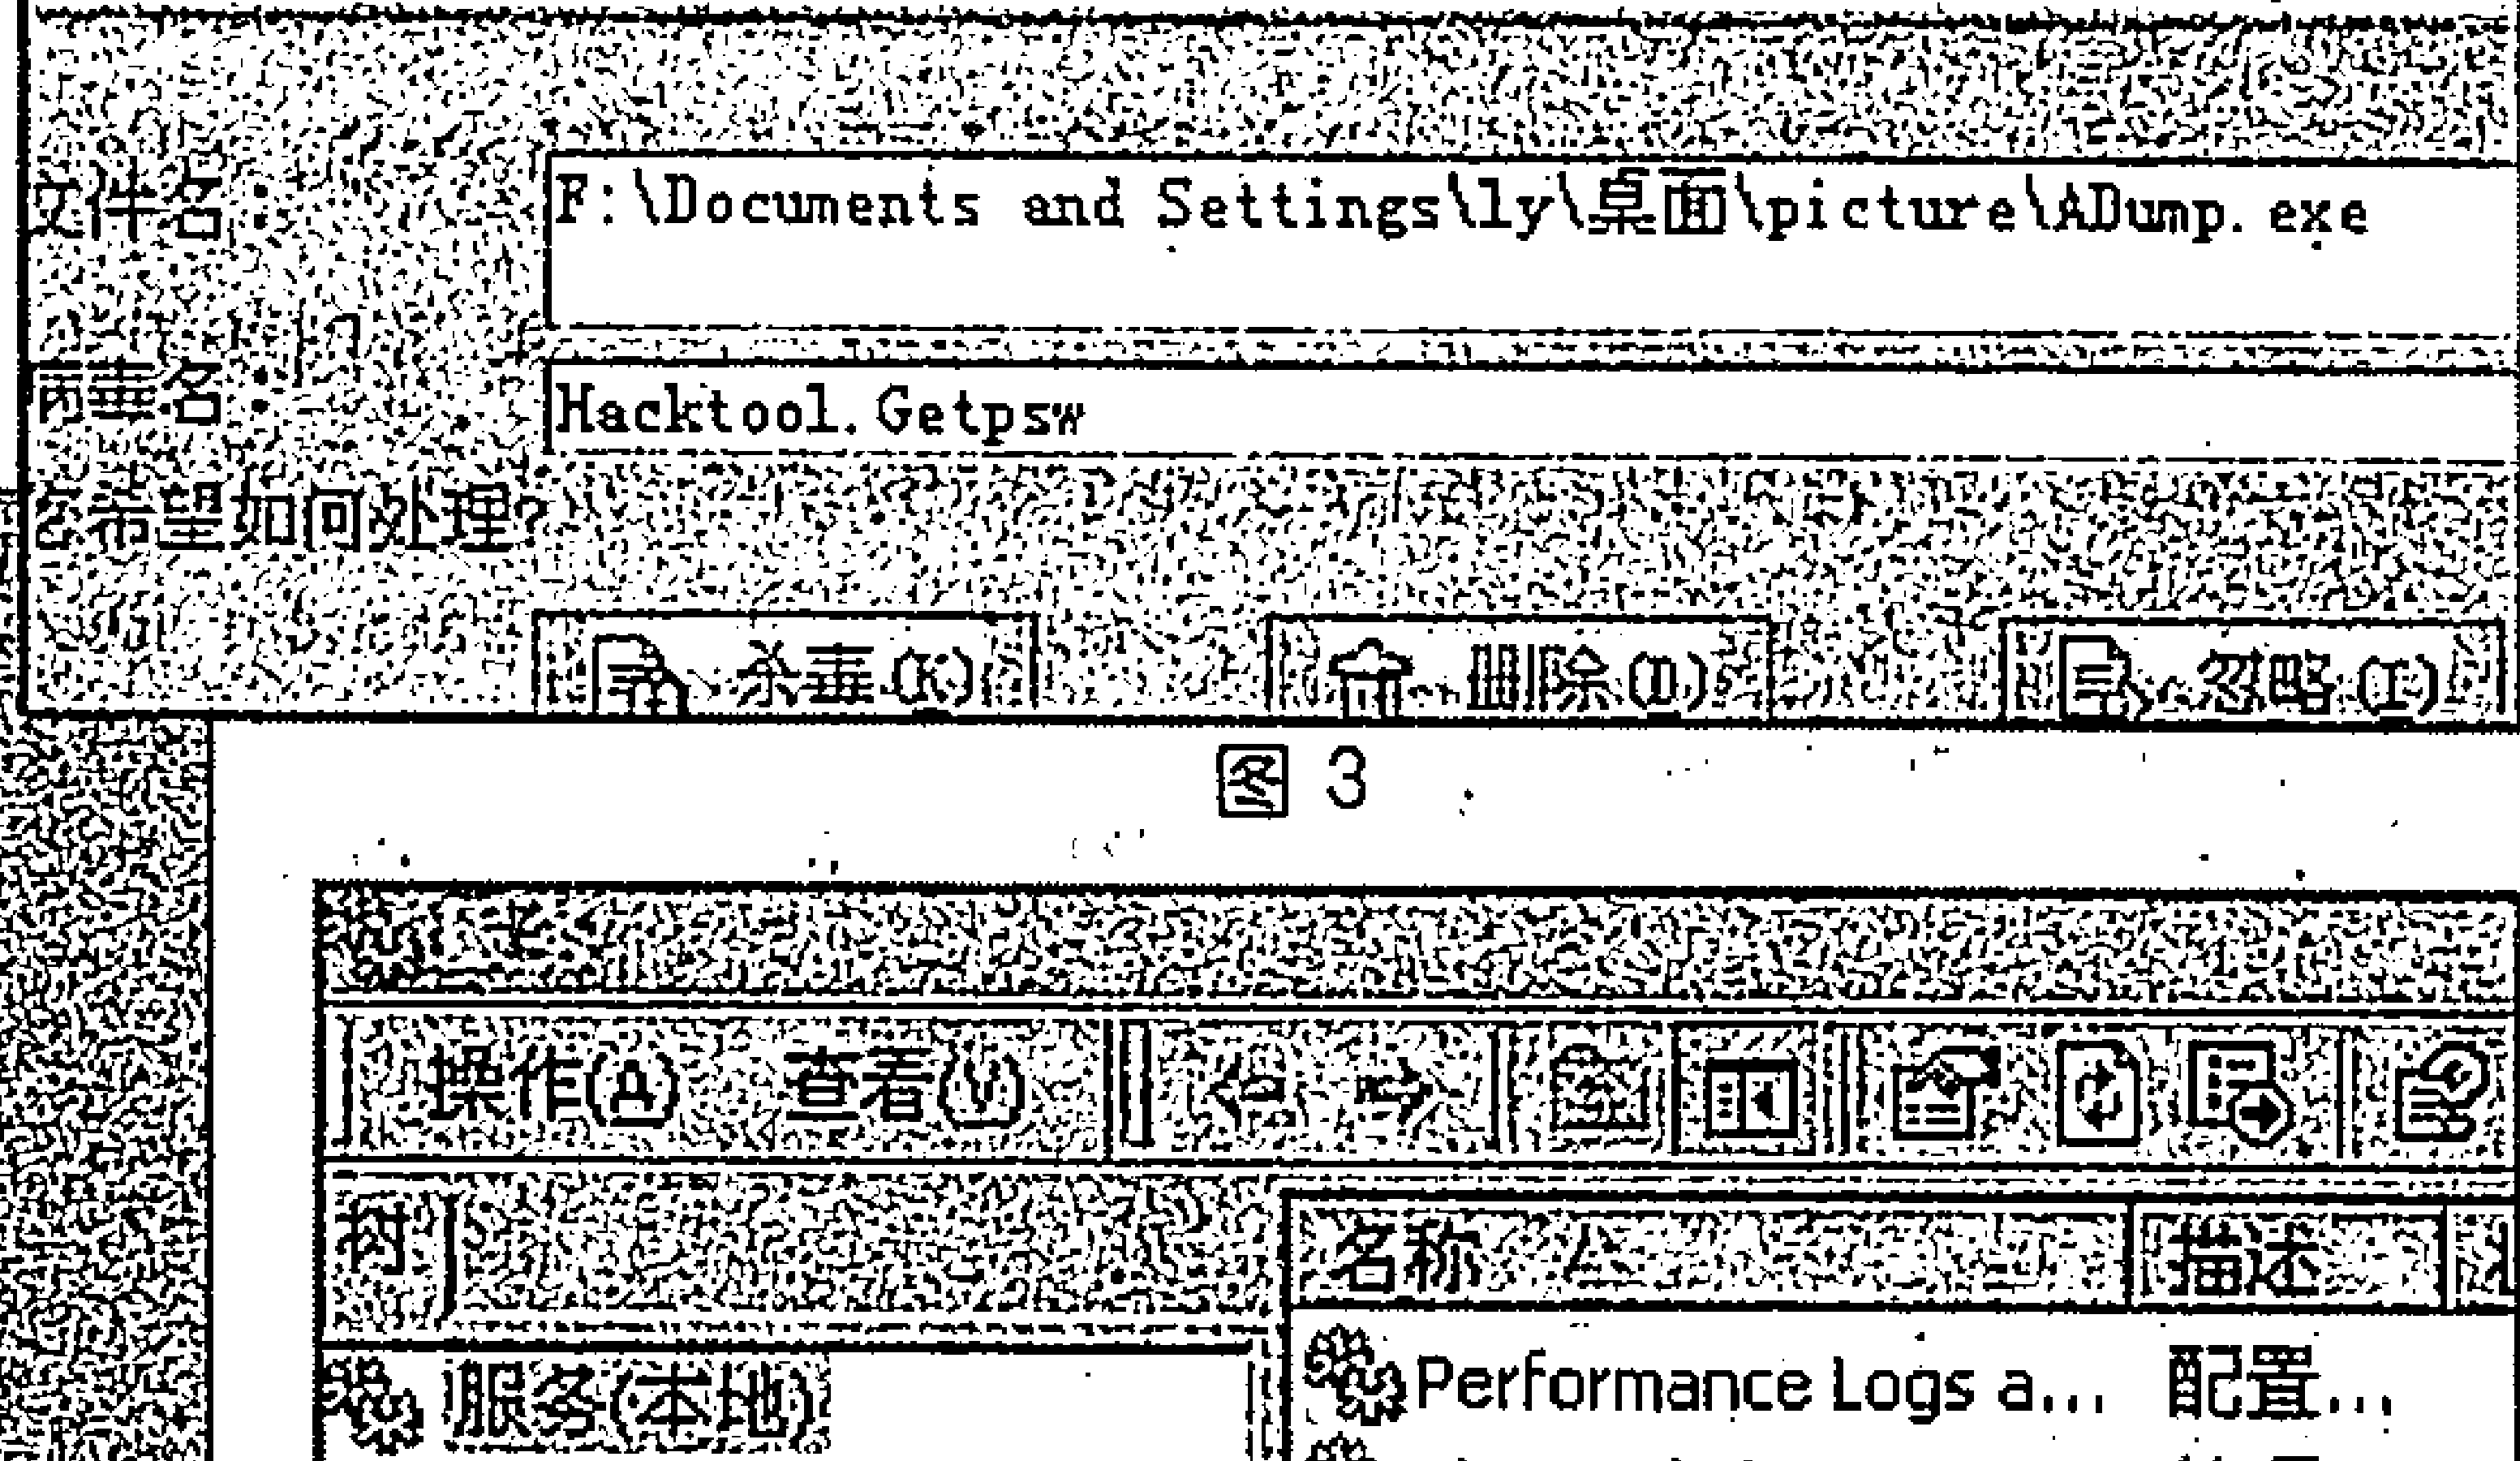 文件名: F:\Documents and Settings\ly\桌面\picture\ADump.exe
病毒名: Hacktool.Getpsw
您希望如何处理?
杀毒(K) 删除(D) 忽略(I)
图 3
操作(A) 查看(V)
树 名称 描述
服务(本地) Performance Logs a... 配置...